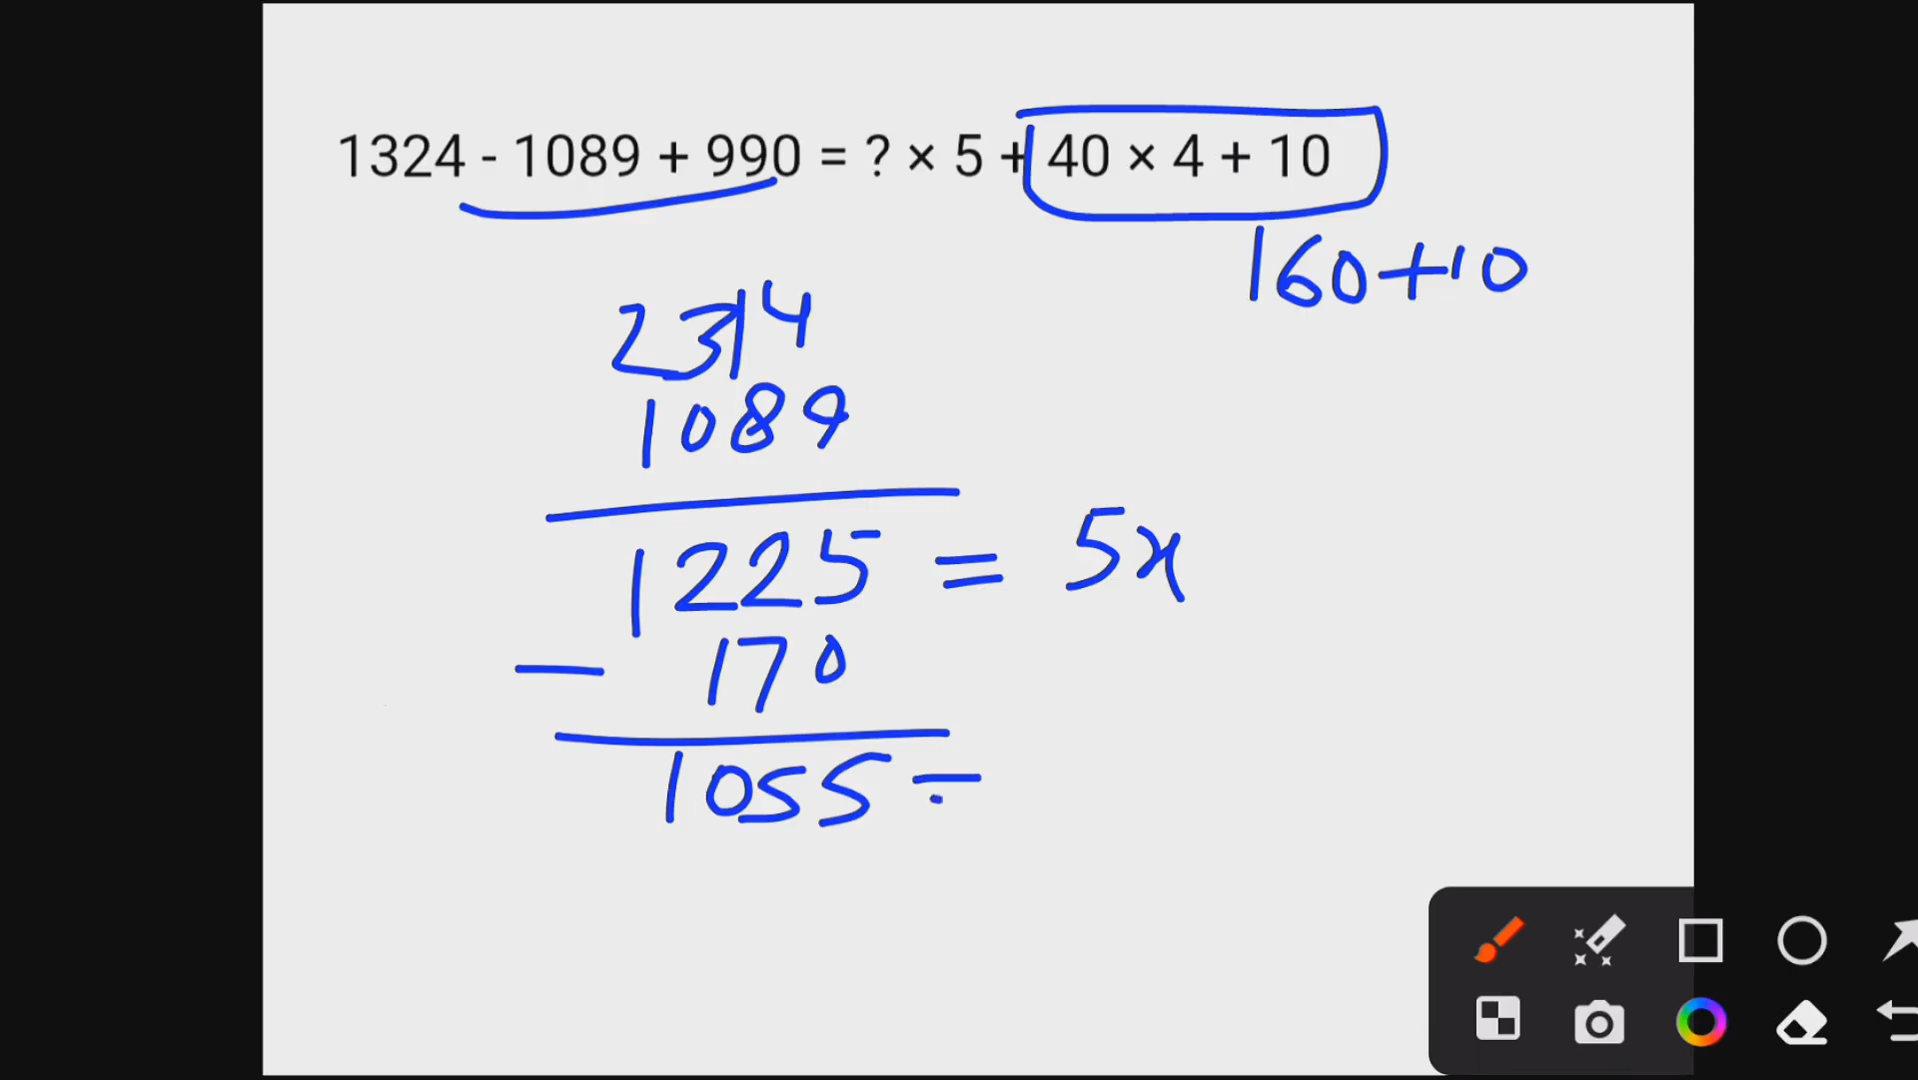 1324 - 1089 + 990 = ? × 5 + 40 × 4 + 10
160+10
2314
1089
1225 = 5x
- 170
1055 =